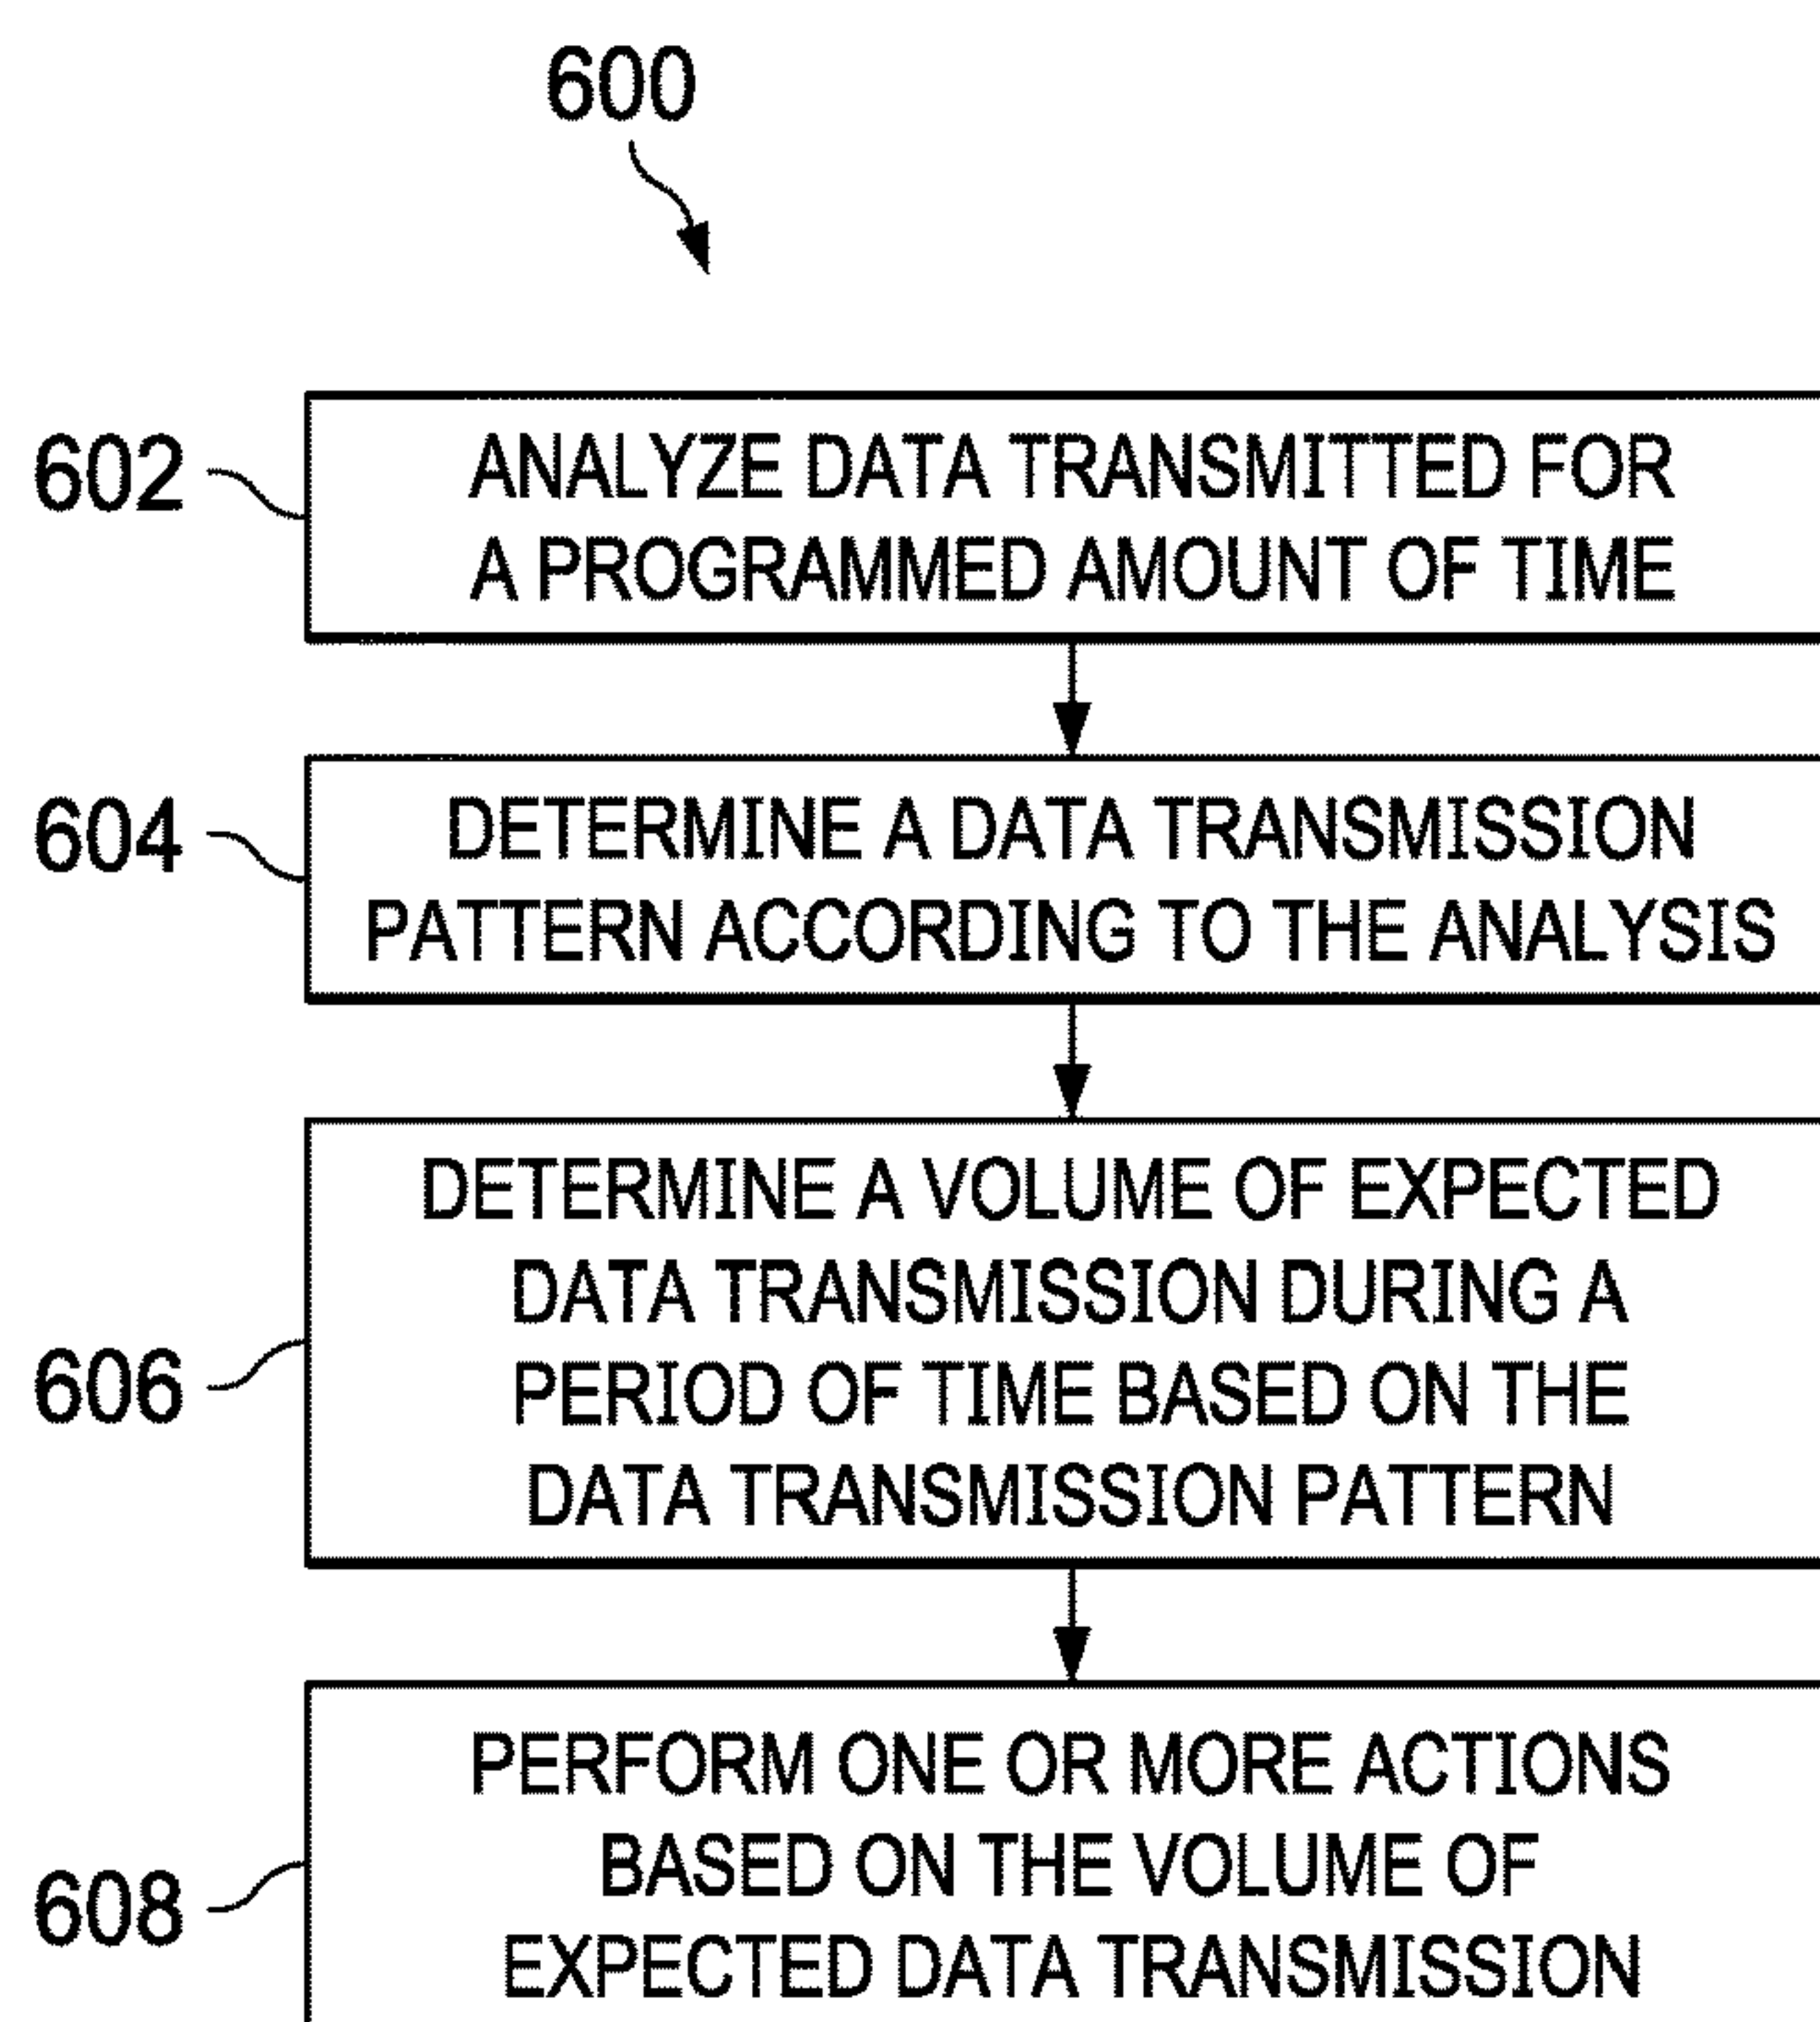 600
602
ANALYZE DATA TRANSMITTED FOR
A PROGRAMMED AMOUNT OF TIME
604
DETERMINE A DATA TRANSMISSION
PATTERN ACCORDING TO THE ANALYSIS
606
DETERMINE A VOLUME OF EXPECTED
DATA TRANSMISSION DURING A
PERIOD OF TIME BASED ON THE
DATA TRANSMISSION PATTERN
608
PERFORM ONE OR MORE ACTIONS
BASED ON THE VOLUME OF
EXPECTED DATA TRANSMISSION